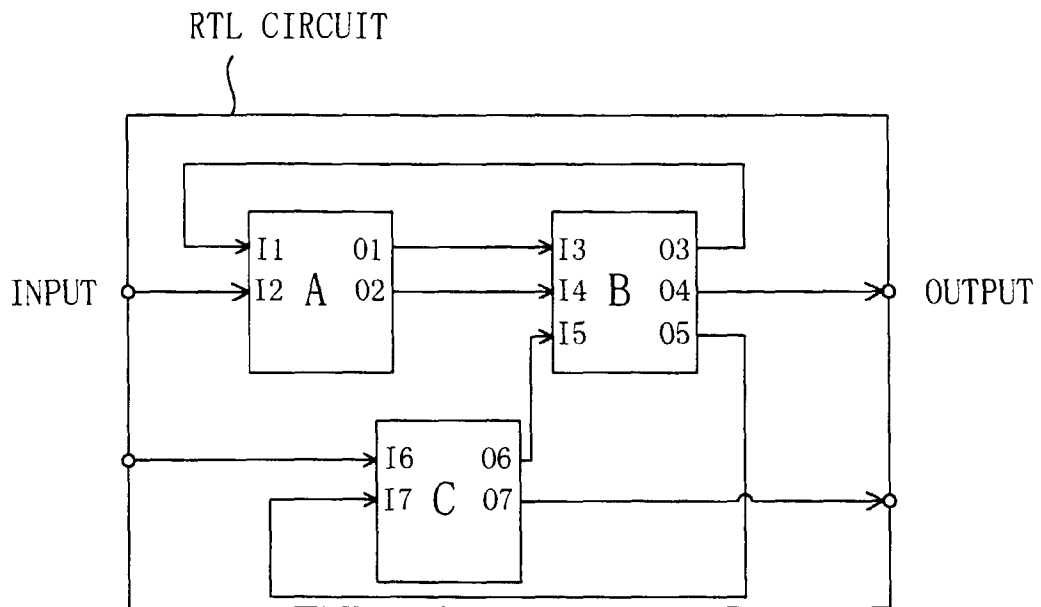 RTL CIRCUIT
I1 O1 I3 O3
INPUT I2 A O2 I4 B O4 OUTPUT
I5 O5
I6 O6
I7 C O7